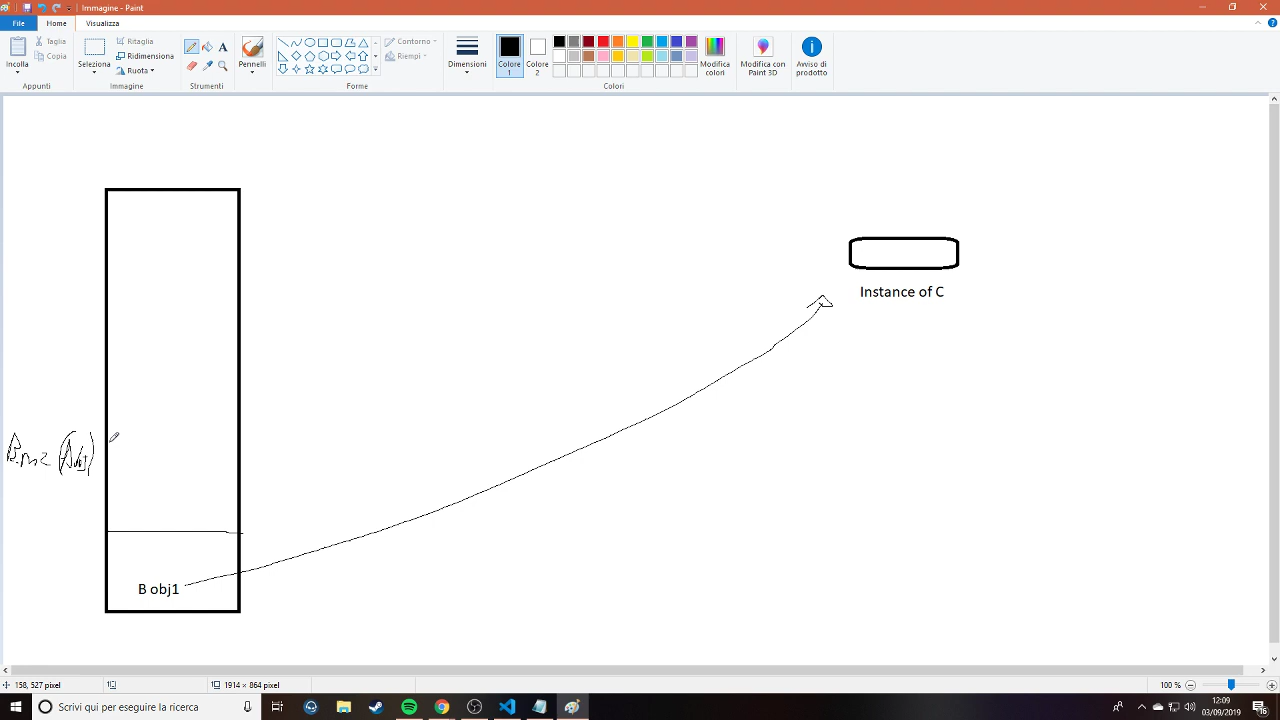 Immagine - Paint
File
Home
Visualizza
Incolla
Taglia
Copia
Appunti
Seleziona
Ritaglia
Ridimensiona
Ruota
Immagine
Strumenti
Pennelli
Contorno
Riempi
Forme
Dimensioni
Colore 1
Colore 2
Modifica colori
Colori
Modifica con Paint 3D
Avviso di prodotto
Instance of C
B.m2 (A obj)
B obj1
158, 527 pixel
1914 × 864 pixel
100 %
Scrivi qui per eseguire la ricerca
12:09
03/09/2019